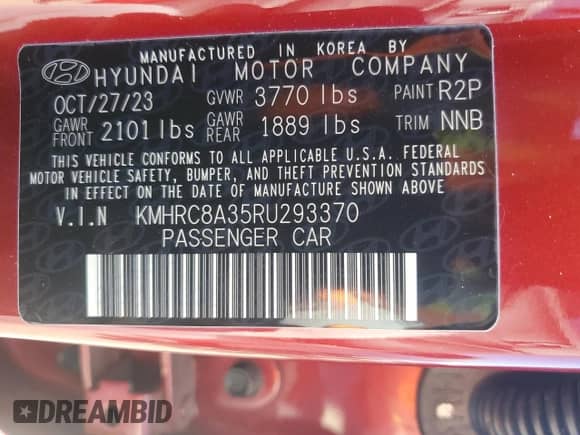 MANUFACTURED IN KOREA BY
HYUNDAI MOTOR COMPANY
OCT/27/23 GVWR 3770 lbs PAINT R2P
GAWR FRONT 2101 lbs GAWR REAR 1889 lbs TRIM NNB
THIS VEHICLE CONFORMS TO ALL APPLICABLE U.S.A. FEDERAL
MOTOR VEHICLE SAFETY, BUMPER, AND THEFT PREVENTION STANDARDS
IN EFFECT ON THE DATE OF MANUFACTURE SHOWN ABOVE
V.I.N KMHRC8A35RU293370
PASSENGER CAR
DREAMBID